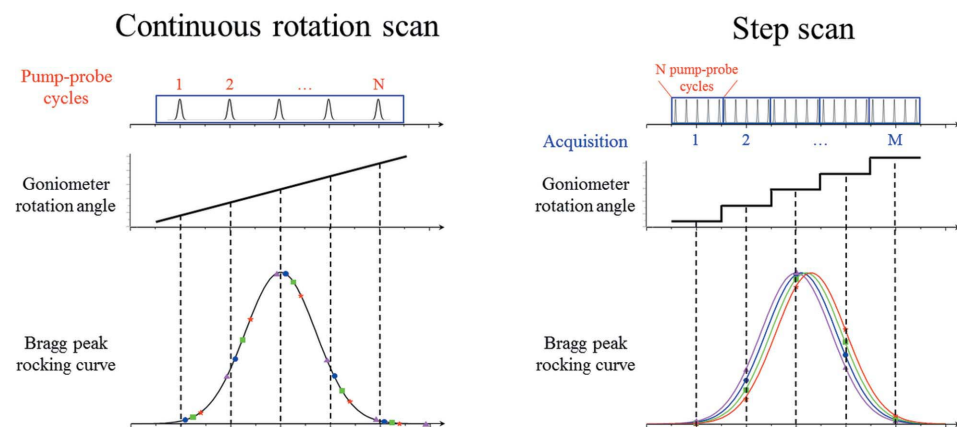 Continuous rotation scan
Pump-probe
cycles
1 2 ... N
Goniometer
rotation angle
Bragg peak
rocking curve
Step scan
N pump-probe
cycles
Acquisition 1 2 ... M
Goniometer
rotation angle
Bragg peak
rocking curve